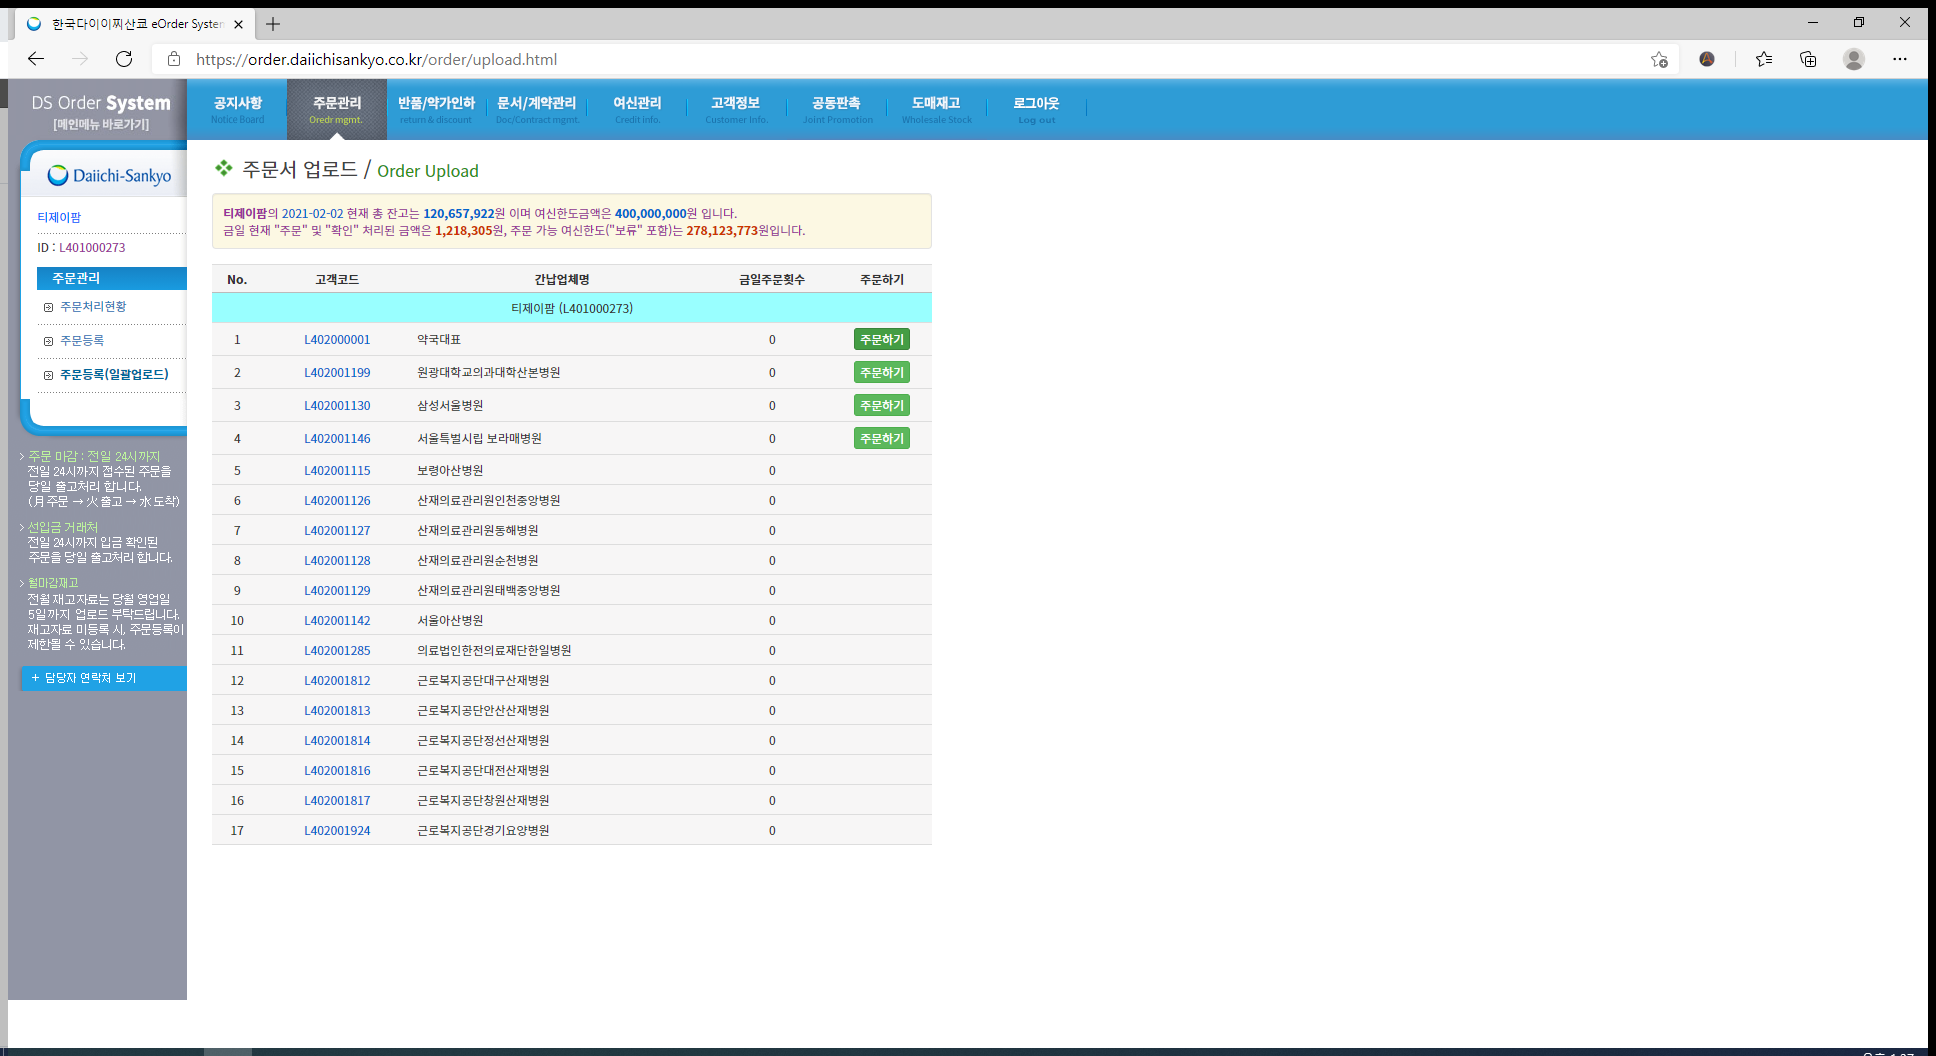 한국다이이찌산쿄 eOrder System
https://order.daiichisankyo.co.kr/order/upload.html
DS Order System
[메인메뉴 바로가기]
공지사항
Notice Board
주문관리
Oredr mgmt.
반품/약가인하
return & discount
문서/계약관리
Doc/Contract mgmt.
여신관리
Credit info.
고객정보
Customer Info.
공동판촉
Joint Promotion
도매재고
Wholesale Stock
로그아웃
Log out
Daiichi-Sankyo
티제이팜
ID : L401000273
주문관리
주문처리현황
주문등록
주문등록(일괄업로드)
> 주문 마감 : 전일 24시까지
전일 24시까지 접수된 주문을
당일 출고처리 합니다.
(月 주문 → 火 출고 → 水 도착)
> 선입금 거래처
전일 24시까지 입금 확인된
주문을 당일 출고처리 합니다.
> 월마감재고
전월 재고자료는 당월 영업일
5일까지 업로드 부탁드립니다.
재고자료 미등록 시, 주문등록이
제한될 수 있습니다.
+ 담당자 연락처 보기
주문서 업로드 / Order Upload
티제이팜의 2021-02-02 현재 총 잔고는 120,657,922원 이며 여신한도금액은 400,000,000원 입니다.
금일 현재 "주문" 및 "확인" 처리된 금액은 1,218,305원, 주문 가능 여신한도("보류" 포함)는 278,123,773원입니다.
No. 고객코드 간납업체명 금일주문횟수 주문하기
티제이팜 (L401000273)
1 L402000001 약국대표 0 주문하기
2 L402001199 원광대학교의과대학산본병원 0 주문하기
3 L402001130 삼성서울병원 0 주문하기
4 L402001146 서울특별시립 보라매병원 0 주문하기
5 L402001115 보령아산병원 0
6 L402001126 산재의료관리원인천중앙병원 0
7 L402001127 산재의료관리원동해병원 0
8 L402001128 산재의료관리원순천병원 0
9 L402001129 산재의료관리원태백중앙병원 0
10 L402001142 서울아산병원 0
11 L402001285 의료법인한전의료재단한일병원 0
12 L402001812 근로복지공단대구산재병원 0
13 L402001813 근로복지공단안산산재병원 0
14 L402001814 근로복지공단정선산재병원 0
15 L402001816 근로복지공단대전산재병원 0
16 L402001817 근로복지공단창원산재병원 0
17 L402001924 근로복지공단경기요양병원 0